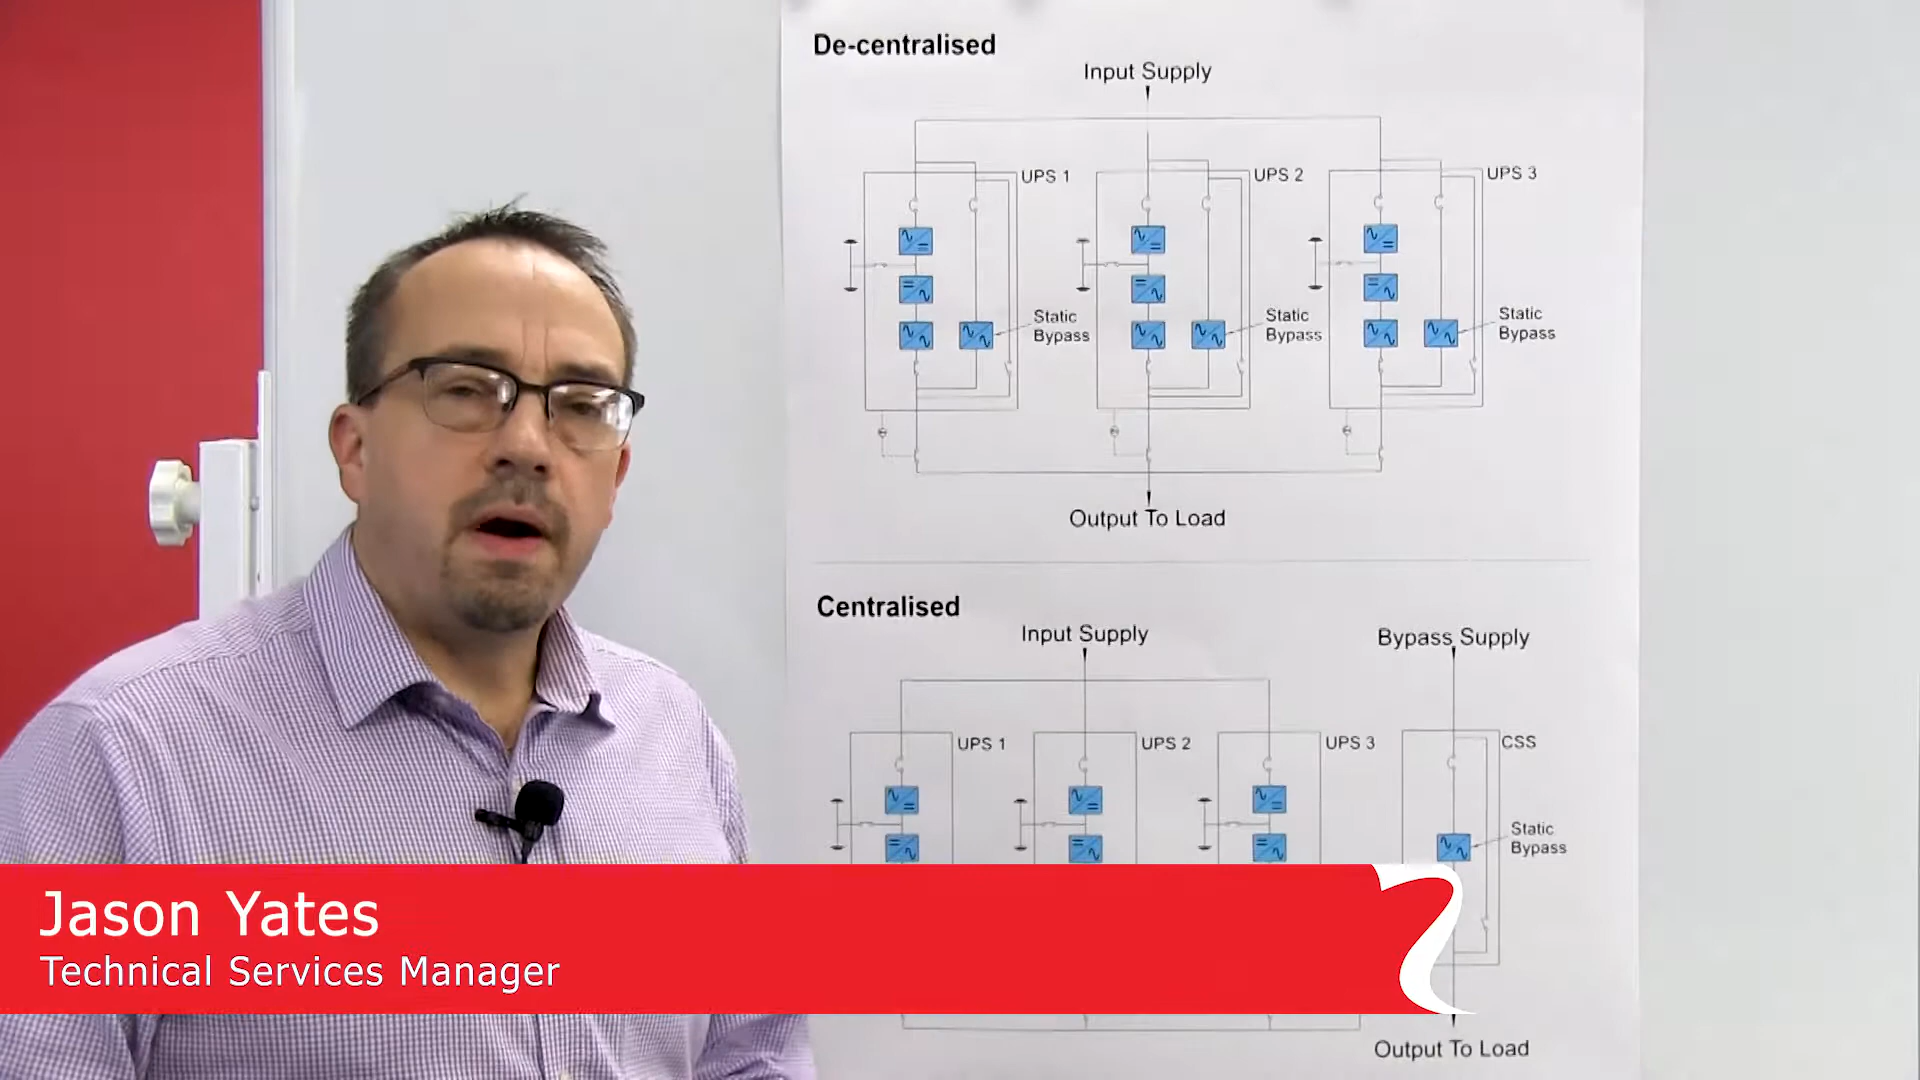 De-centralised
Input Supply
UPS 1
UPS 2
UPS 3
Static
Bypass
Static
Bypass
Static
Bypass
Output To Load
Centralised
Input Supply
Bypass Supply
UPS 1
UPS 2
UPS 3
CSS
Static
Bypass
Output To Load
Jason Yates
Technical Services Manager